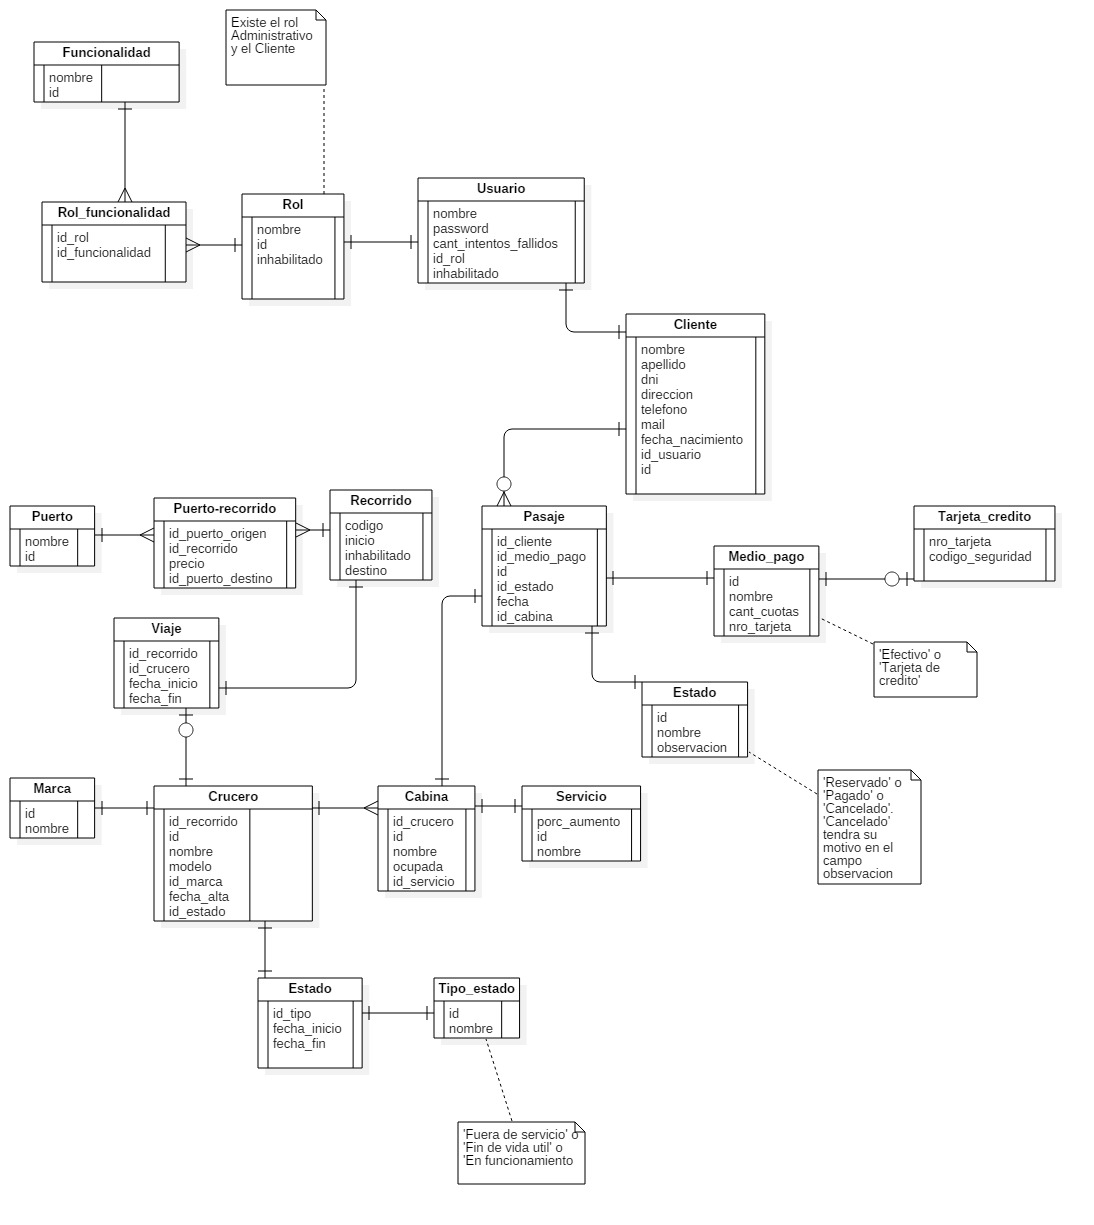 Existe el rol
Administrativo
y el Cliente
Funcionalidad
nombre
id
Rol_funcionalidad
id_rol
id_funcionalidad
Rol
nombre
id
inhabilitado
Usuario
nombre
password
cant_intentos_fallidos
id_rol
inhabilitado
Cliente
nombre
apellido
dni
direccion
telefono
mail
fecha_nacimiento
id_usuario
id
Puerto
nombre
id
Puerto-recorrido
id_puerto_origen
id_recorrido
precio
id_puerto_destino
Recorrido
codigo
inicio
inhabilitado
destino
Pasaje
id_cliente
id_medio_pago
id
id_estado
fecha
id_cabina
Medio_pago
id
nombre
cant_cuotas
nro_tarjeta
Tarjeta_credito
nro_tarjeta
codigo_seguridad
'Efectivo' o
'Tarjeta de
credito'
Viaje
id_recorrido
id_crucero
fecha_inicio
fecha_fin
Estado
id
nombre
observacion
'Reservado' o
'Pagado' o
'Cancelado'.
'Cancelado'
tendra su
motivo en el
campo
observacion
Marca
id
nombre
Crucero
id_recorrido
id
nombre
modelo
id_marca
fecha_alta
id_estado
Cabina
id_crucero
id
nombre
ocupada
id_servicio
Servicio
porc_aumento
id
nombre
Estado
id_tipo
fecha_inicio
fecha_fin
Tipo_estado
id
nombre
'Fuera de servicio' o
'Fin de vida util' o
'En funcionamiento